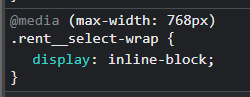 @media (max-width: 768px)
.rent__select-wrap {
display: inline-block;
}